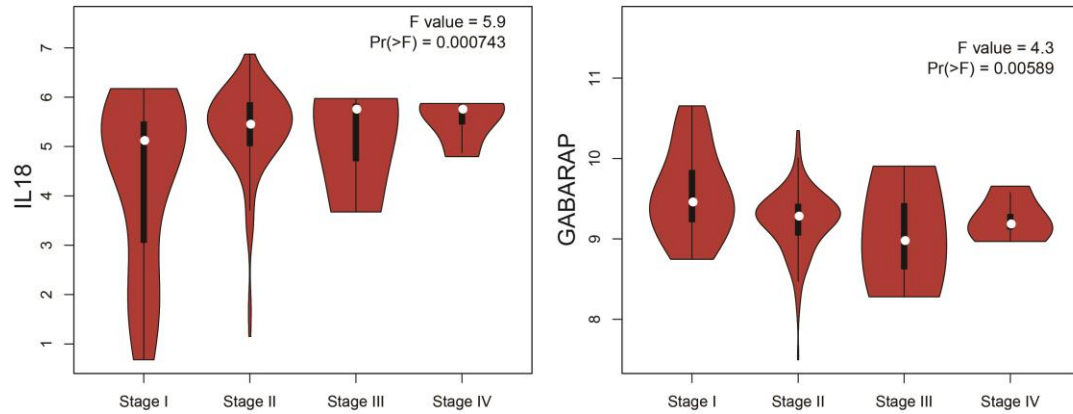 F value = 5.9
Pr(>F) = 0.000743
IL18
7
6
5
4
3
2
1
Stage I
Stage II
Stage III
Stage IV
F value = 4.3
Pr(>F) = 0.00589
GABARAP
11
10
9
8
Stage I
Stage II
Stage III
Stage IV